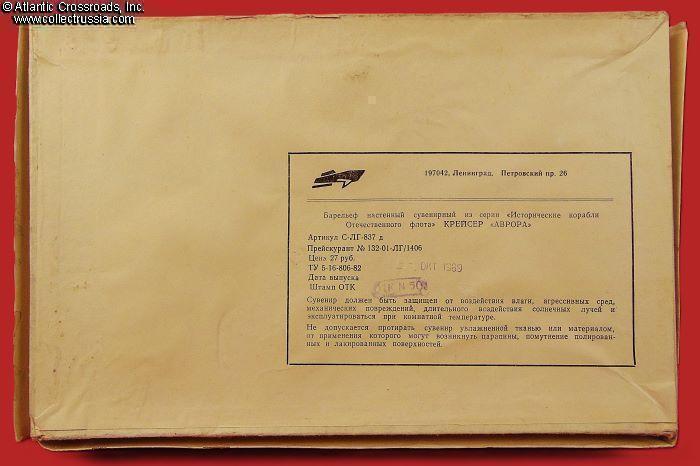 © Atlantic Crossroads, Inc.
www.collectrussia.com
197042, Ленинград, Петровский пр. 26
Барельеф настенный сувенирный из серии «Исторические корабли
Отечественного флота» КРЕЙСЕР «АВРОРА»
Артикул С-ЛГ-837 д
Прейскурант № 132-01-ЛГ/1406
Цена 27 руб.
ТУ 5-16-806-82
ОКТ 1989
Дата выпуска
Штамп ОТК
Сувенир должен быть защищен от воздействия влаги, агрессивных сред,
механических повреждений, длительного воздействия солнечных лучей и
эксплуатироваться при комнатной температуре.
Не допускается протирать сувенир увлажненной тканью или материалом,
от применения которого могут возникнуть царапины, помутнение полирован-
ных и лакированных поверхностей.